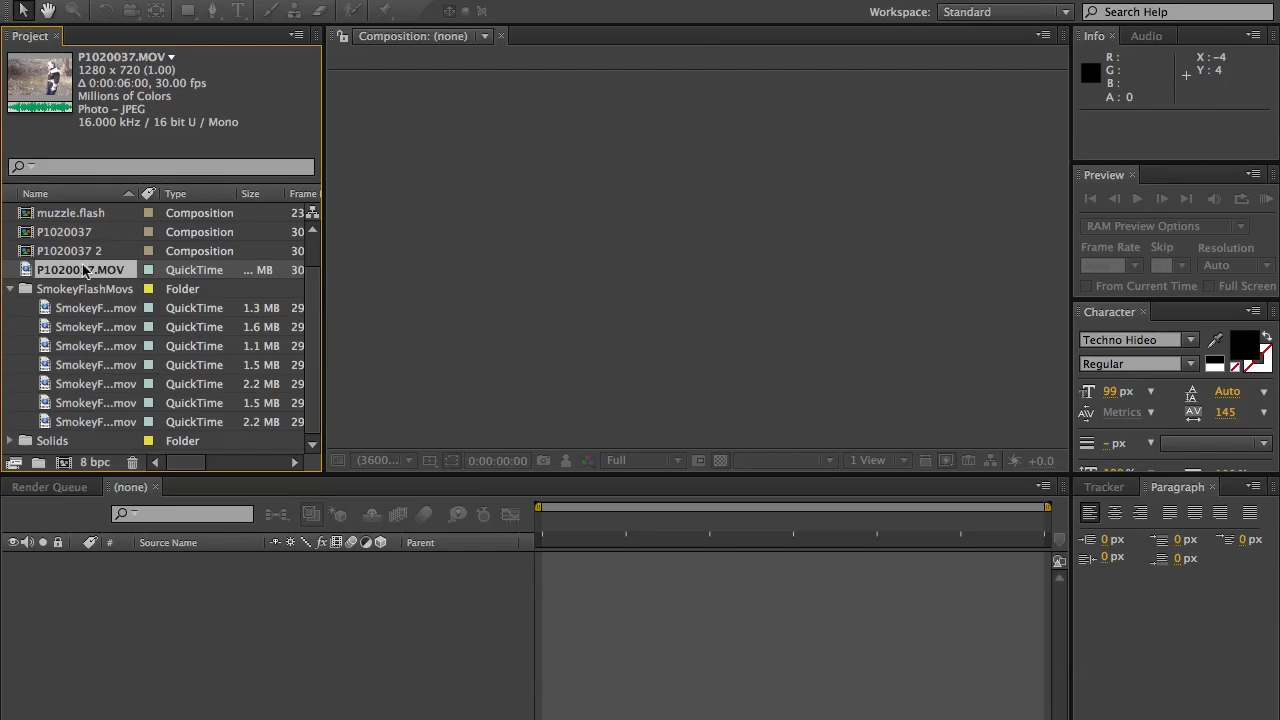 Workspace: Standard Search Help
Project
Composition: (none)
Info Audio
P1020037.MOV
1280 x 720 (1.00)
Δ 0:00:06:00, 30.00 fps
Millions of Colors
Photo - JPEG
16.000 kHz / 16 bit U / Mono
R: X: -4
G: Y: 4
B:
A: 0
Preview
RAM Preview Options
Frame Rate Skip Resolution
Auto
From Current Time Full Screen
Name Type Size Frame
muzzle.flash Composition 23
P1020037 Composition 30
P1020037 2 Composition 30
P1020037.MOV QuickTime ... MB 30
SmokeyFlashMovs Folder
SmokeyF...mov QuickTime 1.3 MB 29
SmokeyF...mov QuickTime 1.6 MB 29
SmokeyF...mov QuickTime 1.1 MB 29
SmokeyF...mov QuickTime 1.5 MB 29
SmokeyF...mov QuickTime 2.2 MB 29
SmokeyF...mov QuickTime 1.5 MB 29
SmokeyF...mov QuickTime 2.2 MB 29
Solids Folder
8 bpc
(3600... 0:00:00:00 Full 1 View +0.0
Character
Techno Hideo
Regular
99 px Auto
Metrics 145
- px
Render Queue (none)
# Source Name Parent
Tracker Paragraph
0 px 0 px 0 px
0 px 0 px